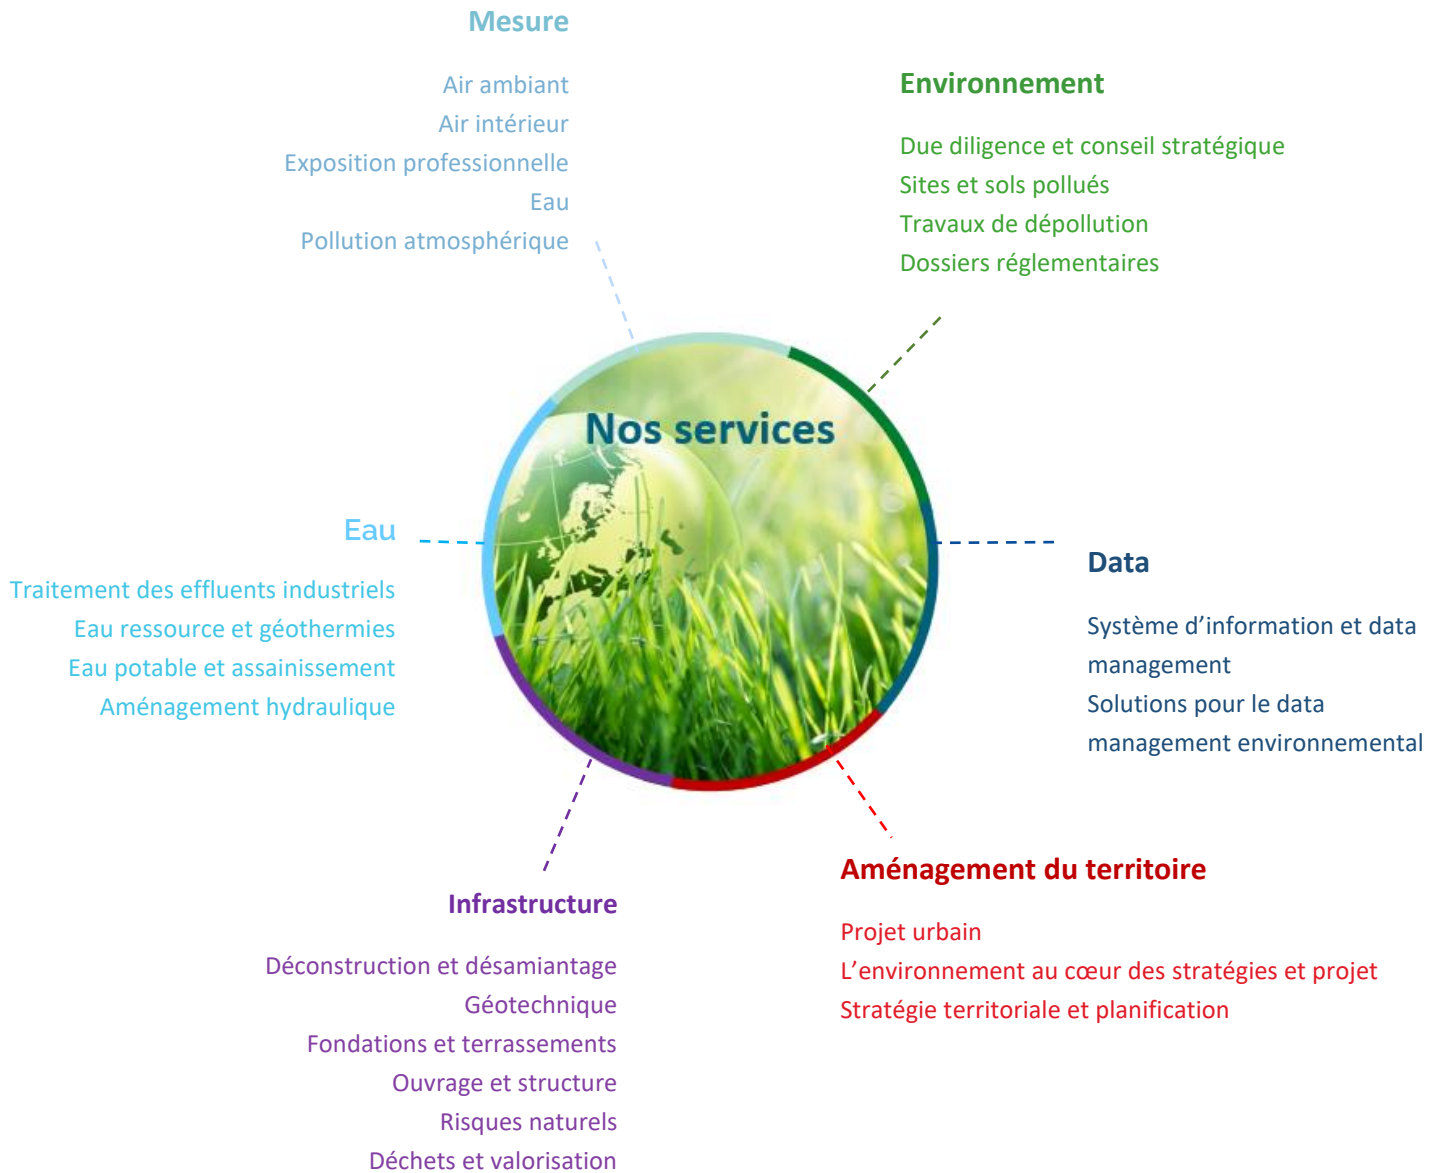 Mesure
Air ambiant
Air intérieur
Exposition professionnelle
Eau
Pollution atmosphérique
Environnement
Due diligence et conseil stratégique
Sites et sols pollués
Travaux de dépollution
Dossiers réglementaires
Nos services
Eau
Traitement des effluents industriels
Eau ressource et géothermies
Eau potable et assainissement
Aménagement hydraulique
Data
Système d’information et data
management
Solutions pour le data
management environnemental
Infrastructure
Déconstruction et désamiantage
Géotechnique
Fondations et terrassements
Ouvrage et structure
Risques naturels
Déchets et valorisation
Aménagement du territoire
Projet urbain
L’environnement au cœur des stratégies et projet
Stratégie territoriale et planification